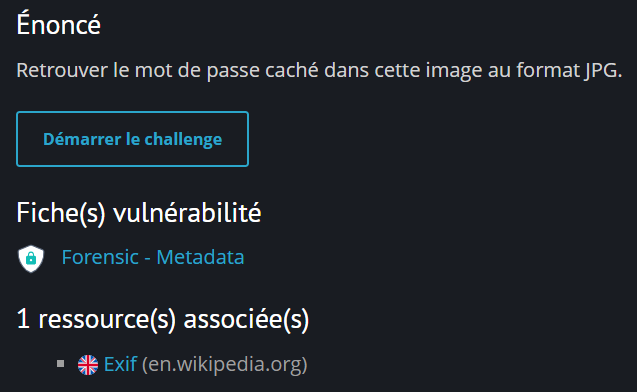 Énoncé
Retrouver le mot de passe caché dans cette image au format JPG.
Démarrer le challenge
Fiche(s) vulnérabilité
Forensic - Metadata
1 ressource(s) associée(s)
Exif (en.wikipedia.org)